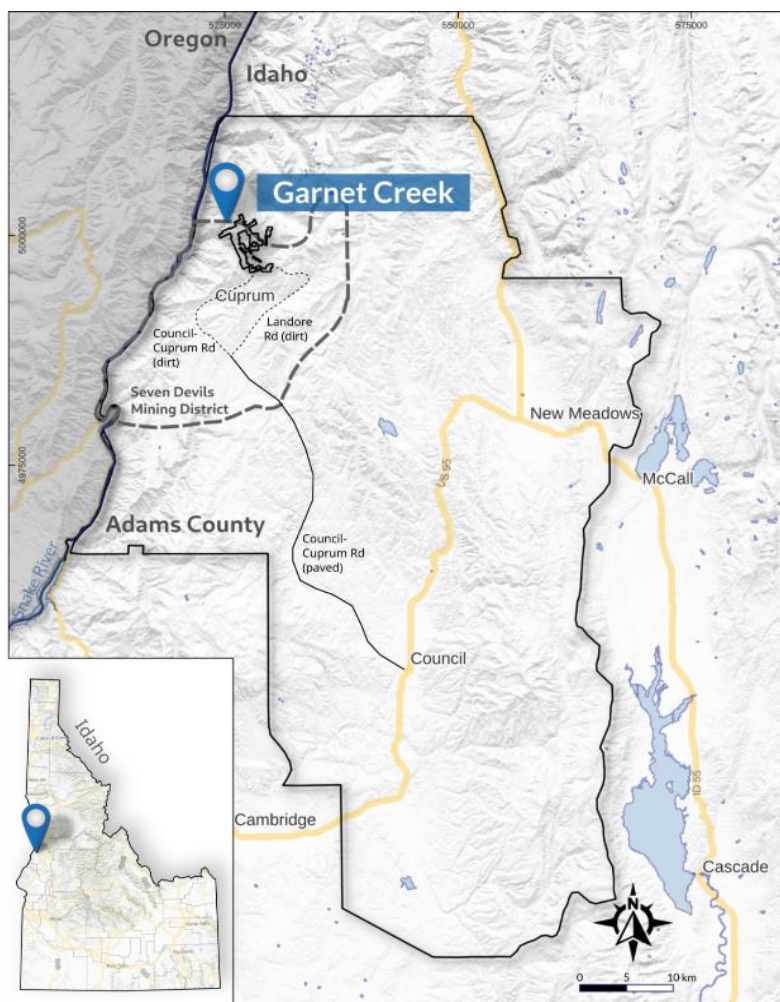 525000
550000
575000
Oregon
Idaho
Garnet Creek
5000000
Cuprum
Council-
Cuprum Rd
(dirt)
Landore
Rd (dirt)
Seven Devils
Mining District
New Meadows
US 95
4975000
McCall
Adams County
Council-
Cuprum Rd
(paved)
Snake River
Council
Idaho
ID 55
Cambridge
Cascade
N
0 5 10 km